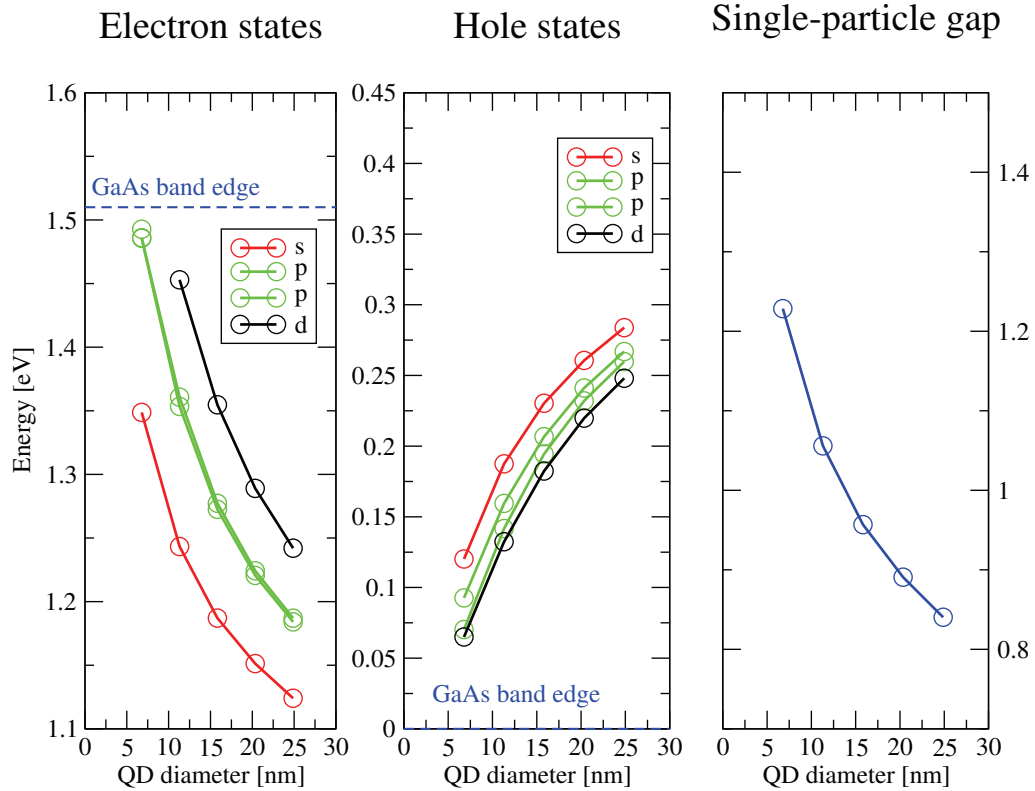 Electron states
Hole states
Single-particle gap
Energy [eV]
1.6
1.5
1.4
1.3
1.2
1.1
GaAs band edge
s
p
p
d
0 5 10 15 20 25 30
QD diameter [nm]
0.45
0.4
0.35
0.3
0.25
0.2
0.15
0.1
0.05
0
s
p
p
d
GaAs band edge
0 5 10 15 20 25 30
QD diameter [nm]
1.4
1.2
1
0.8
0 5 10 15 20 25 30
QD diameter [nm]